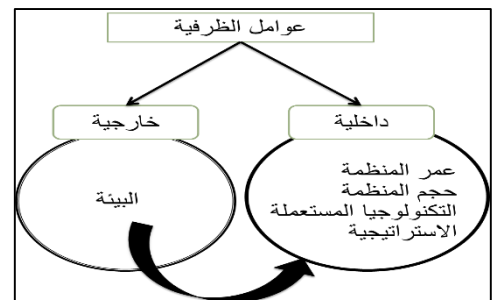 عوامل الظرفية
داخلية
خارجية
عمر المنظمة
حجم المنظمة
التكنولوجيا المستعملة
الاستراتيجية
البيئة